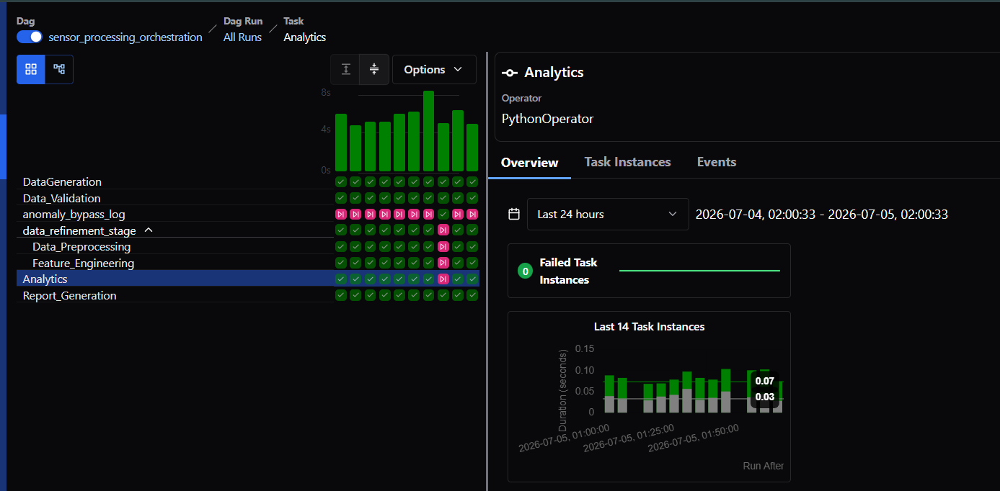 Dag
sensor_processing_orchestration
Dag Run
All Runs
Task
Analytics
Options
8s
4s
0s
DataGeneration
Data_Validation
anomaly_bypass_log
data_refinement_stage
Data_Preprocessing
Feature_Engineering
Analytics
Report_Generation
Analytics
Operator
PythonOperator
Overview Task Instances Events
Last 24 hours 2026-07-04, 02:00:33 - 2026-07-05, 02:00:33
0
Failed Task
Instances
Last 14 Task Instances
Duration (seconds)
0.15
0.10
0.05
0
0.07
0.03
2026-07-05, 01:00:00
2026-07-05, 01:25:00
2026-07-05, 01:50:00
Run After